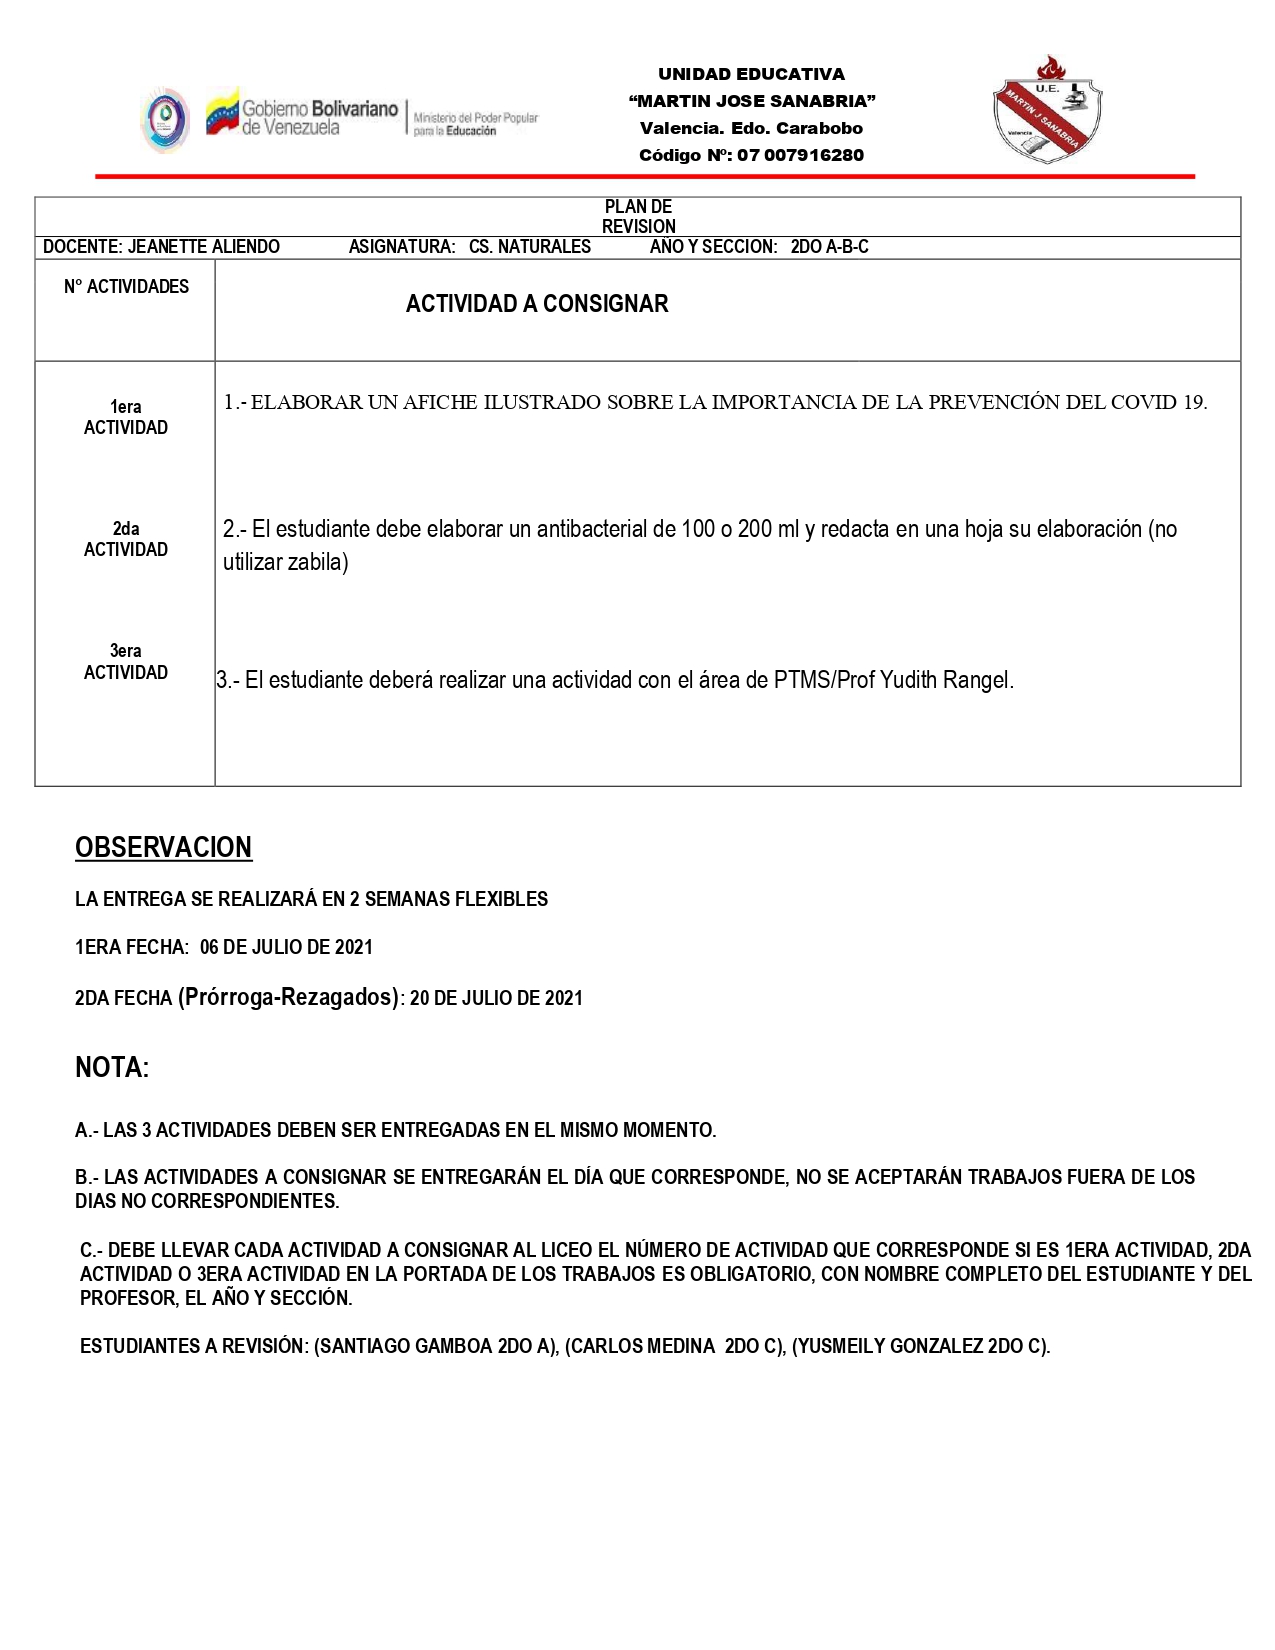 Gobierno Bolivariano
de Venezuela
Ministerio del Poder Popular
para la Educación
UNIDAD EDUCATIVA
“MARTIN JOSE SANABRIA”
Valencia. Edo. Carabobo
Código Nº: 07 007916280
U.E.
MARTIN J SANABRIA
Valencia
PLAN DE
REVISION
DOCENTE: JEANETTE ALIENDO ASIGNATURA: CS. NATURALES AÑO Y SECCION: 2DO A-B-C
Nº ACTIVIDADES
ACTIVIDAD A CONSIGNAR
1era
ACTIVIDAD
1.- ELABORAR UN AFICHE ILUSTRADO SOBRE LA IMPORTANCIA DE LA PREVENCIÓN DEL COVID 19.
2da
ACTIVIDAD
2.- El estudiante debe elaborar un antibacterial de 100 o 200 ml y redacta en una hoja su elaboración (no
utilizar zabila)
3era
ACTIVIDAD
3.- El estudiante deberá realizar una actividad con el área de PTMS/Prof Yudith Rangel.
OBSERVACION
LA ENTREGA SE REALIZARÁ EN 2 SEMANAS FLEXIBLES
1ERA FECHA: 06 DE JULIO DE 2021
2DA FECHA (Prórroga-Rezagados): 20 DE JULIO DE 2021
NOTA:
A.- LAS 3 ACTIVIDADES DEBEN SER ENTREGADAS EN EL MISMO MOMENTO.
B.- LAS ACTIVIDADES A CONSIGNAR SE ENTREGARÁN EL DÍA QUE CORRESPONDE, NO SE ACEPTARÁN TRABAJOS FUERA DE LOS
DIAS NO CORRESPONDIENTES.
C.- DEBE LLEVAR CADA ACTIVIDAD A CONSIGNAR AL LICEO EL NÚMERO DE ACTIVIDAD QUE CORRESPONDE SI ES 1ERA ACTIVIDAD, 2DA
ACTIVIDAD O 3ERA ACTIVIDAD EN LA PORTADA DE LOS TRABAJOS ES OBLIGATORIO, CON NOMBRE COMPLETO DEL ESTUDIANTE Y DEL
PROFESOR, EL AÑO Y SECCIÓN.
ESTUDIANTES A REVISIÓN: (SANTIAGO GAMBOA 2DO A), (CARLOS MEDINA 2DO C), (YUSMEILY GONZALEZ 2DO C).